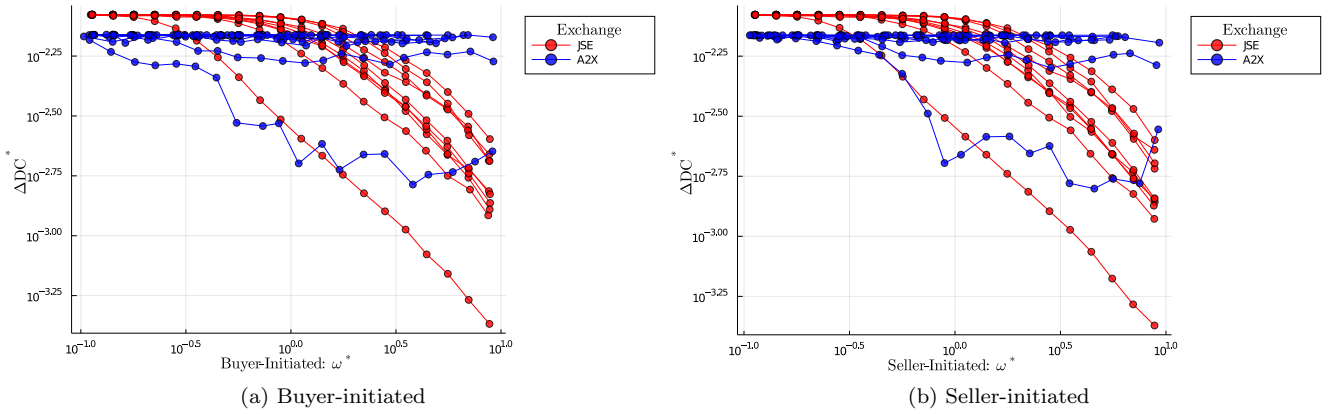 10^−2.25
10^−2.50
10^−2.75
10^−3.00
10^−3.25
ΔDC*
10^−1.0 10^−0.5 10^0.0 10^0.5 10^1.0
Buyer-Initiated: ω*
Exchange
JSE
A2X
(a) Buyer-initiated
10^−2.25
10^−2.50
10^−2.75
10^−3.00
10^−3.25
ΔDC*
10^−1.0 10^−0.5 10^0.0 10^0.5 10^1.0
Seller-Initiated: ω*
Exchange
JSE
A2X
(b) Seller-initiated